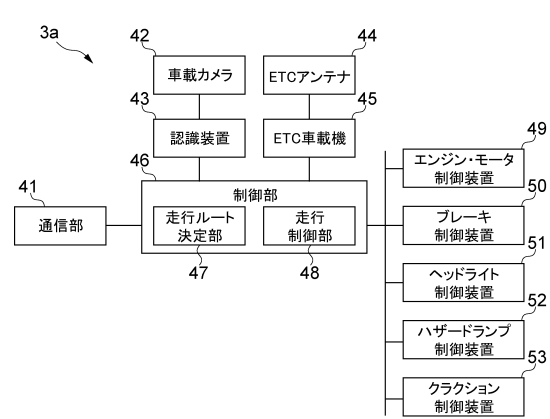 3a
42
車載カメラ
44
ETCアンテナ
43
認識装置
45
ETC車載機
46
制御部
走行ルート
決定部
47
走行
制御部
48
41
通信部
49
エンジン・モータ
制御装置
50
ブレーキ
制御装置
51
ヘッドライト
制御装置
52
ハザードランプ
制御装置
53
クラクション
制御装置